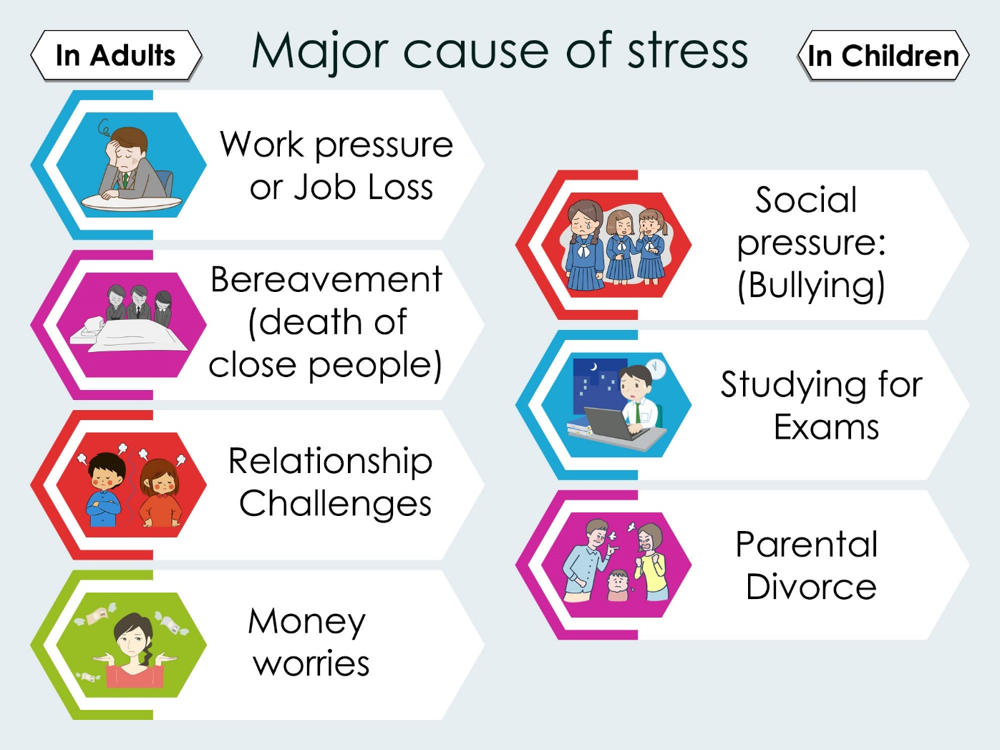 In Adults
Major cause of stress
In Children
Work pressure
or Job Loss
Bereavement
(death of
close people)
Relationship
Challenges
Money
worries
Social
pressure:
(Bullying)
Studying for
Exams
Parental
Divorce